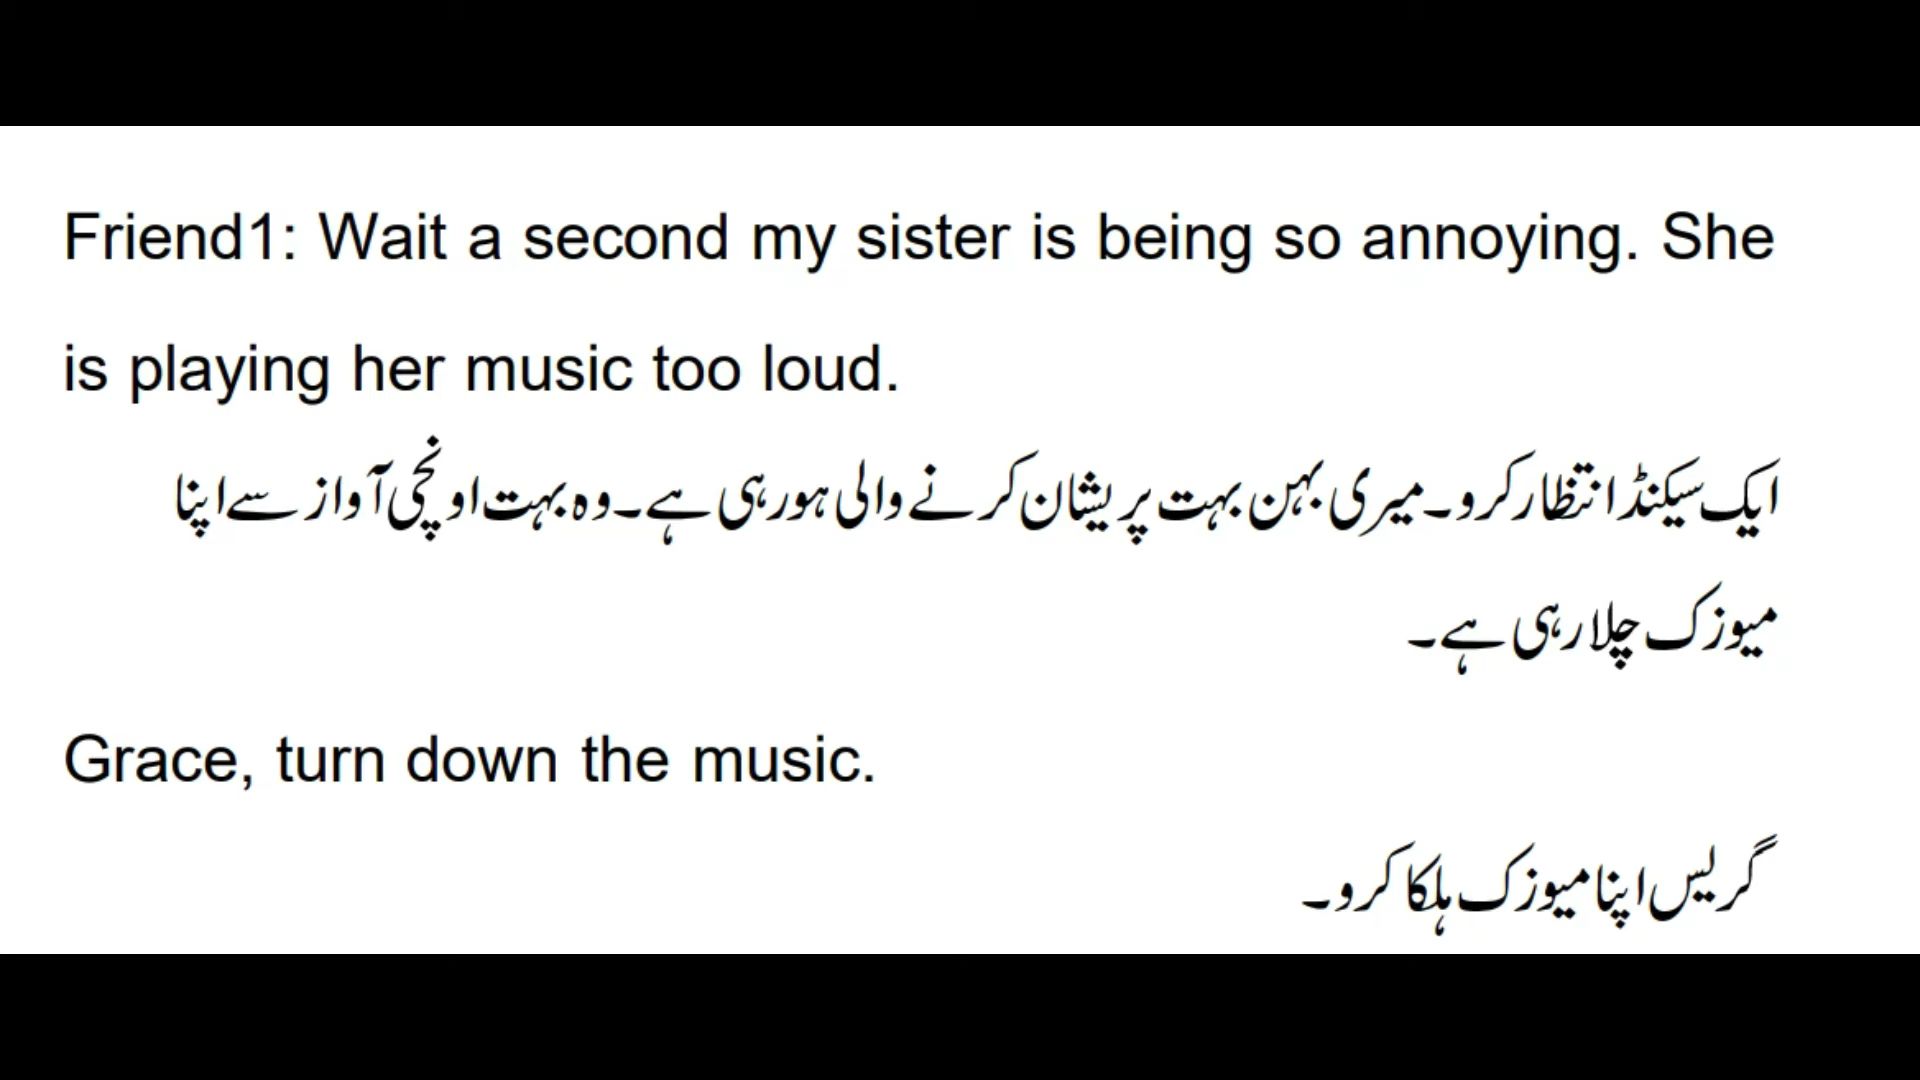 Friend1: Wait a second my sister is being so annoying. She
is playing her music too loud.
ایک سیکنڈ انتظار کرو۔ میری بہن بہت پریشان کرنے والی ہو رہی ہے۔ وہ بہت اونچی آواز سے اپنا
میوزک چلا رہی ہے۔
Grace, turn down the music.
گریس اپنا میوزک ہلکا کرو۔